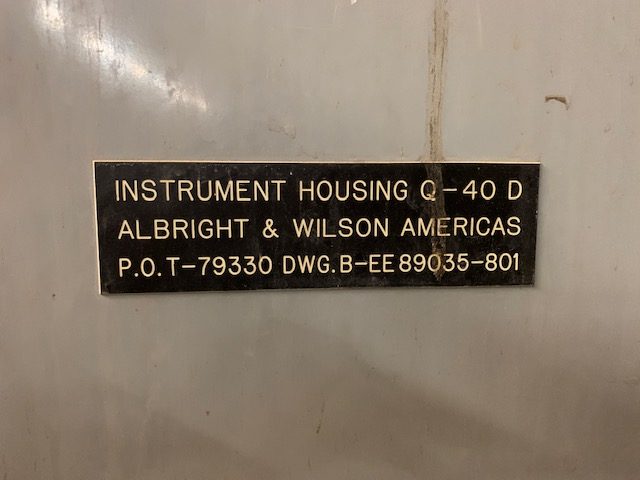 INSTRUMENT HOUSING Q-40 D
ALBRIGHT & WILSON AMERICAS
P.O. T-79330 DWG. B-EE 89035-801